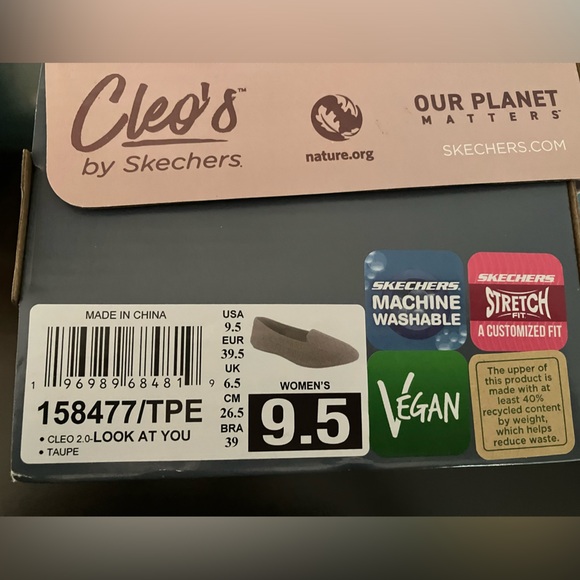 Cleo's™
by Skechers.
nature.org
OUR PLANET
MATTERS
SKECHERS.COM
MADE IN CHINA
1 96989 68481 9
158477/TPE
• CLEO 2.0-LOOK AT YOU
• TAUPE
USA
9.5
EUR
39.5
UK
6.5
CM
26.5
BRA
39
WOMEN'S
9.5
SKECHERS
MACHINE
WASHABLE
SKECHERS
STRETCH
FIT
A CUSTOMIZED FIT
VEGAN
The upper of
this product is
made with at
least 40%
recycled content
by weight,
which helps
reduce waste.